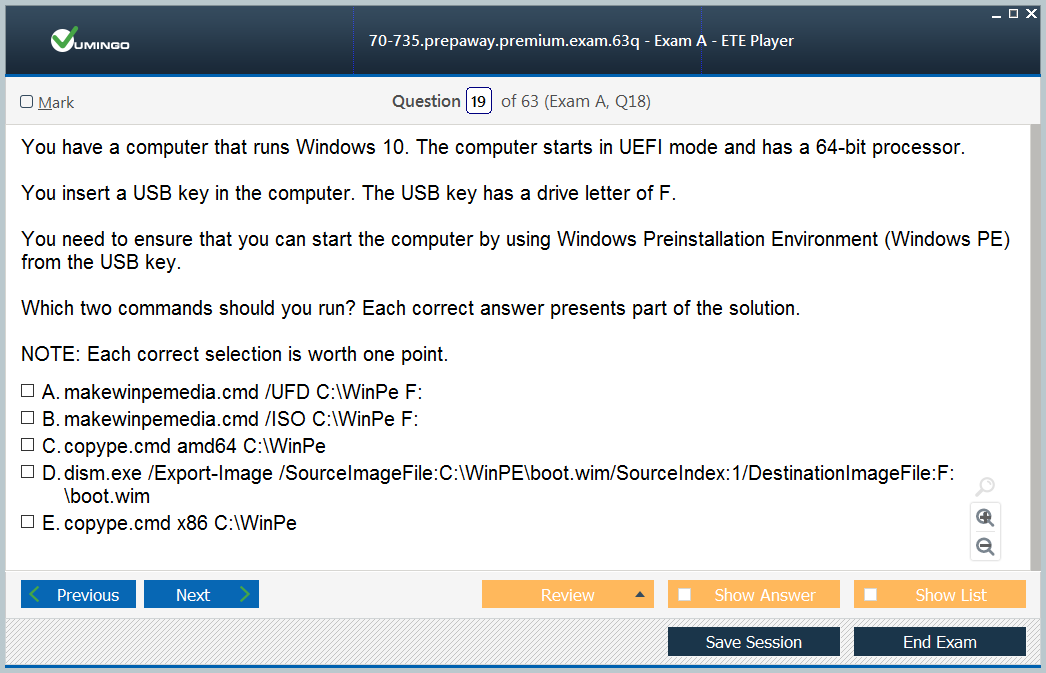 VUMINGO
70-735.prepaway.premium.exam.63q - Exam A - ETE Player
Mark
Question 19 of 63 (Exam A, Q18)
You have a computer that runs Windows 10. The computer starts in UEFI mode and has a 64-bit processor.
You insert a USB key in the computer. The USB key has a drive letter of F.
You need to ensure that you can start the computer by using Windows Preinstallation Environment (Windows PE)
from the USB key.
Which two commands should you run? Each correct answer presents part of the solution.
NOTE: Each correct selection is worth one point.
A. makewinpemedia.cmd /UFD C:\WinPe F:
B. makewinpemedia.cmd /ISO C:\WinPe F:
C. copype.cmd amd64 C:\WinPe
D. dism.exe /Export-Image /SourceImageFile:C:\WinPE\boot.wim/SourceIndex:1/DestinationImageFile:F:
\boot.wim
E. copype.cmd x86 C:\WinPe
Previous
Next
Review
Show Answer
Show List
Save Session
End Exam